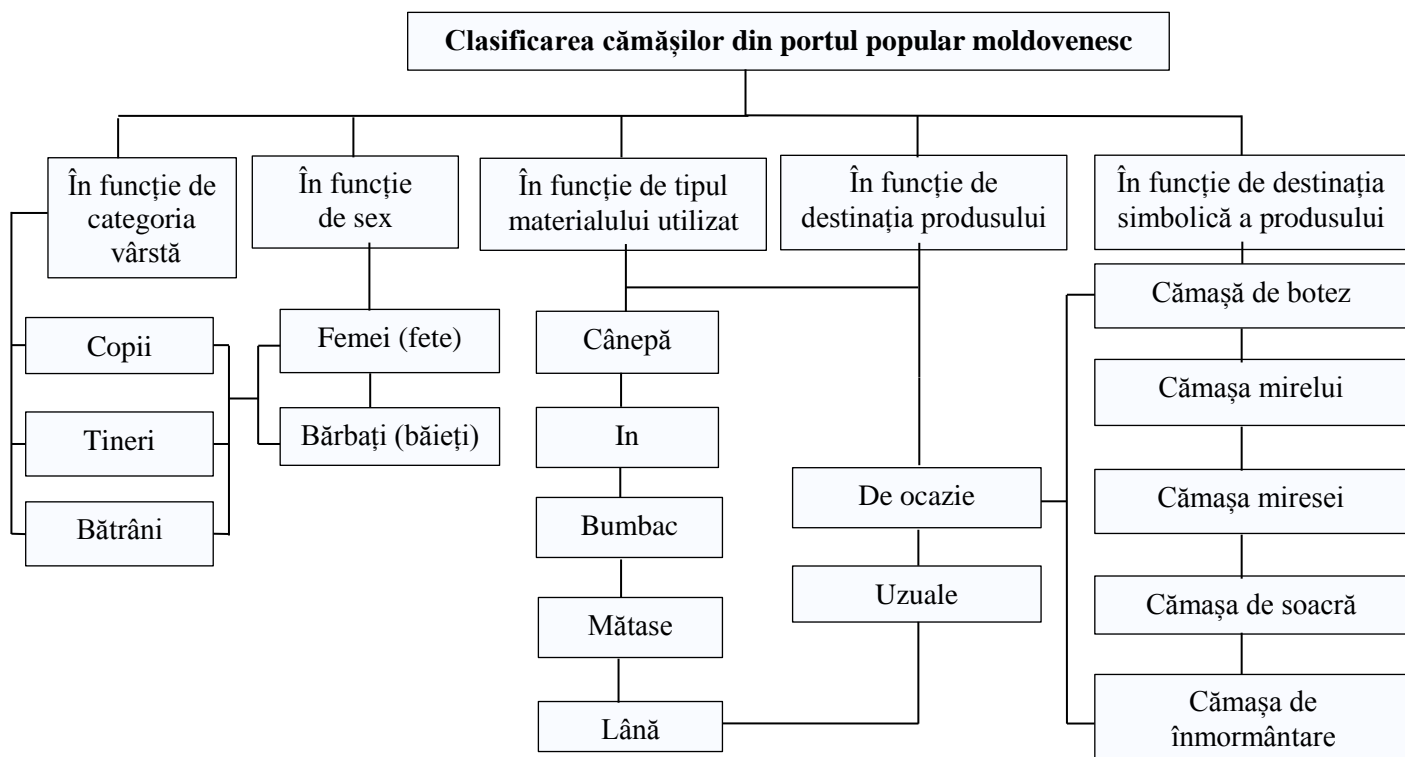 Clasificarea cămășilor din portul popular moldovenesc
În funcție de
categoria
vârstă
În funcție
de sex
În funcție de tipul
materialului utilizat
În funcție de
destinația produsului
În funcție de destinația
simbolică a produsului
Copii
Tineri
Bătrâni
Femei (fete)
Bărbați (băieți)
Cânepă
In
Bumbac
Mătase
Lână
De ocazie
Uzuale
Cămașă de botez
Cămașa mirelui
Cămașa miresei
Cămașa de soacră
Cămașa de
înmormântare